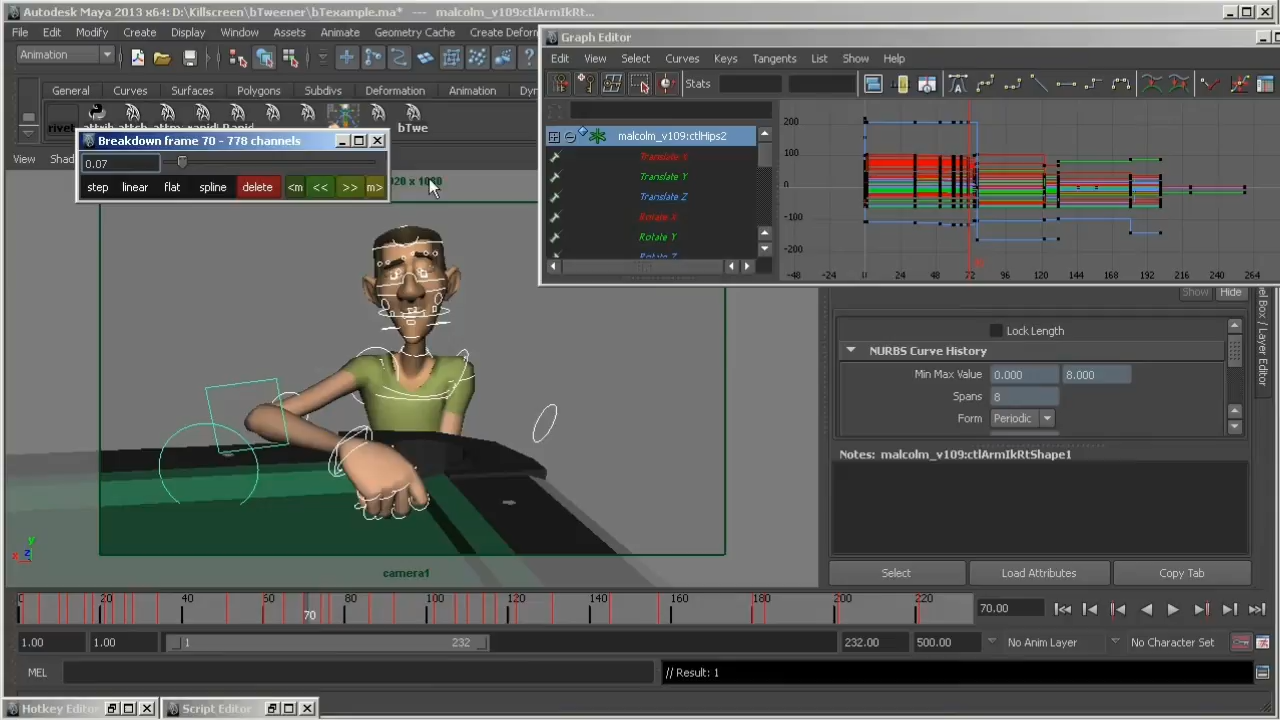 Autodesk Maya 2013 x64: D:\Killscreen\bTweener\bTexample.ma* --- malcolm_v109:ctlArmIkRt...
File Edit Modify Create Display Window Assets Animate Geometry Cache Create Deform
Graph Editor
Edit View Select Curves Keys Tangents List Show Help
Animation
Stats
General Curves Surfaces Polygons Subdivs Deformation Animation
rivet
bTwe
Breakdown frame 70 - 778 channels
0.07
step linear flat spline delete <m << >> m>
View
malcolm_v109:ctlHips2
Translate X
Translate Y
Translate Z
Rotate X
Rotate Y
Rotate Z
200
100
0
-100
-200
-48 -24 0 24 48 72 96 120 144 168 192 216 240 264
Show Hide
Lock Length
NURBS Curve History
Min Max Value 0.000 8.000
Spans 8
Form Periodic
Notes: malcolm_v109:ctlArmIkRtShape1
Select Load Attributes Copy Tab
Channel Box / Layer Editor
y
x z
camera1
0 20 40 60 70 80 100 120 140 160 180 200 220
70.00
1.00 1.00 1 232 232.00 500.00 No Anim Layer No Character Set
MEL // Result: 1
Hotkey Editor Script Editor